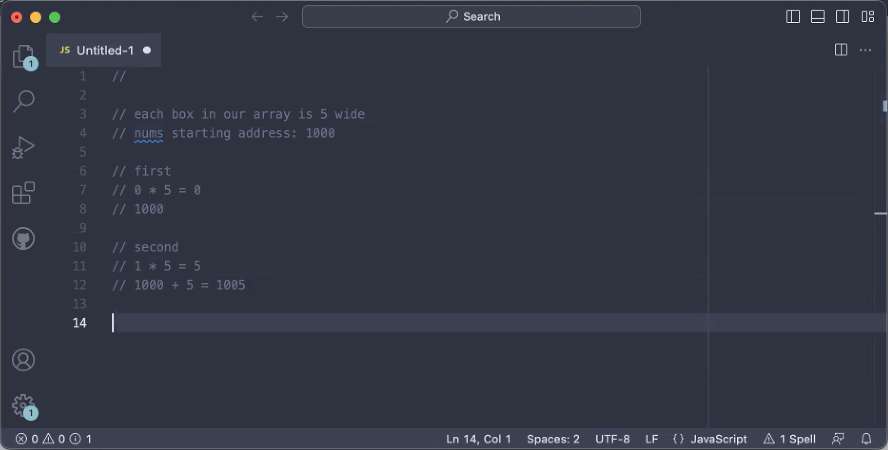 Search
JS Untitled-1
1 //
2
3 // each box in our array is 5 wide
4 // nums starting address: 1000
5
6 // first
7 // 0 * 5 = 0
8 // 1000
9
10 // second
11 // 1 * 5 = 5
12 // 1000 + 5 = 1005
13
14
1
1
0 0 1 Ln 14, Col 1 Spaces: 2 UTF-8 LF {} JavaScript 1 Spell